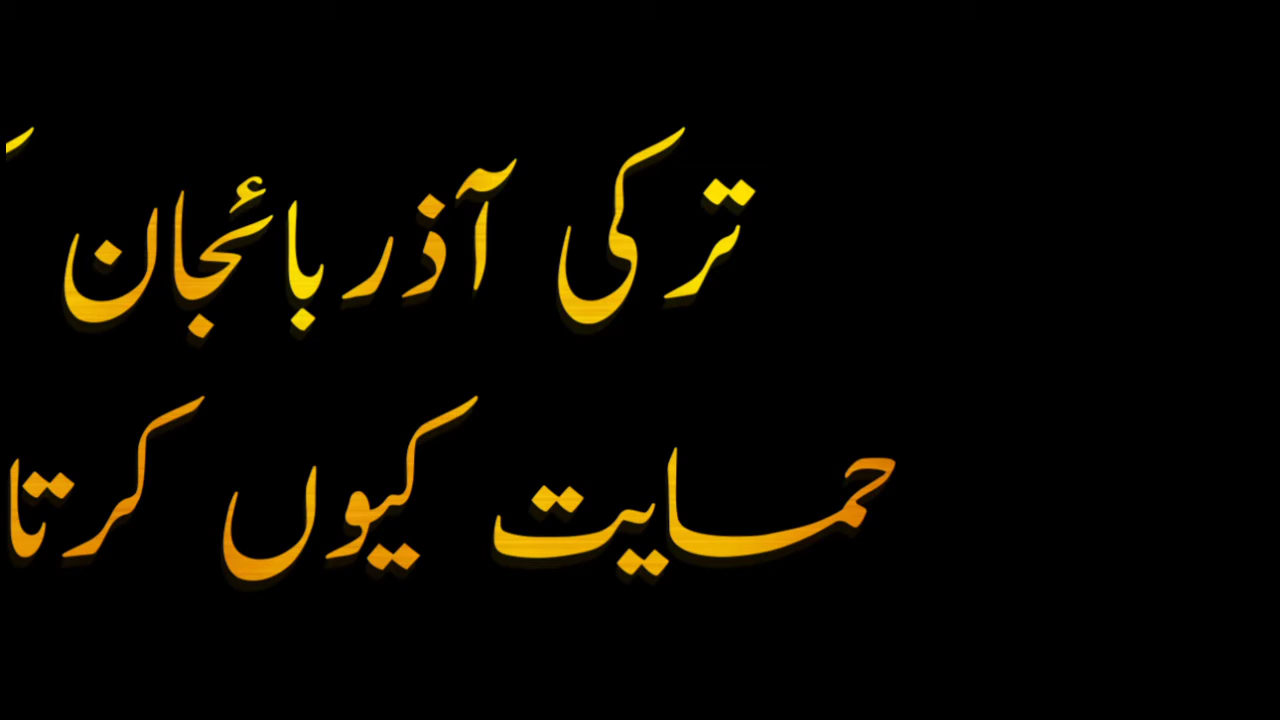 ترکی آذربائجان
حمایت کیوں کرتا